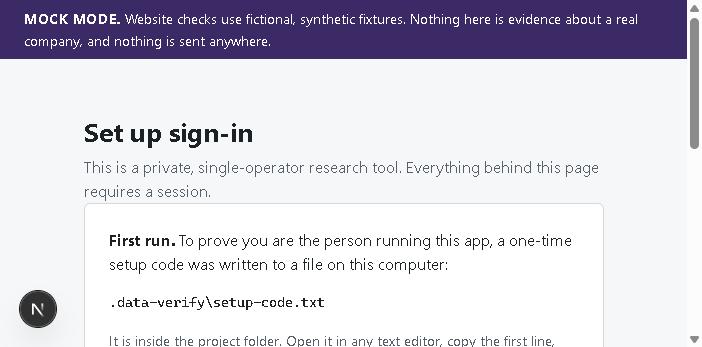 MOCK MODE. Website checks use fictional, synthetic fixtures. Nothing here is evidence about a real
company, and nothing is sent anywhere.
Set up sign-in
This is a private, single-operator research tool. Everything behind this page
requires a session.
First run. To prove you are the person running this app, a one-time
setup code was written to a file on this computer:
.data-verify\setup-code.txt
It is inside the project folder. Open it in any text editor, copy the first line,
N